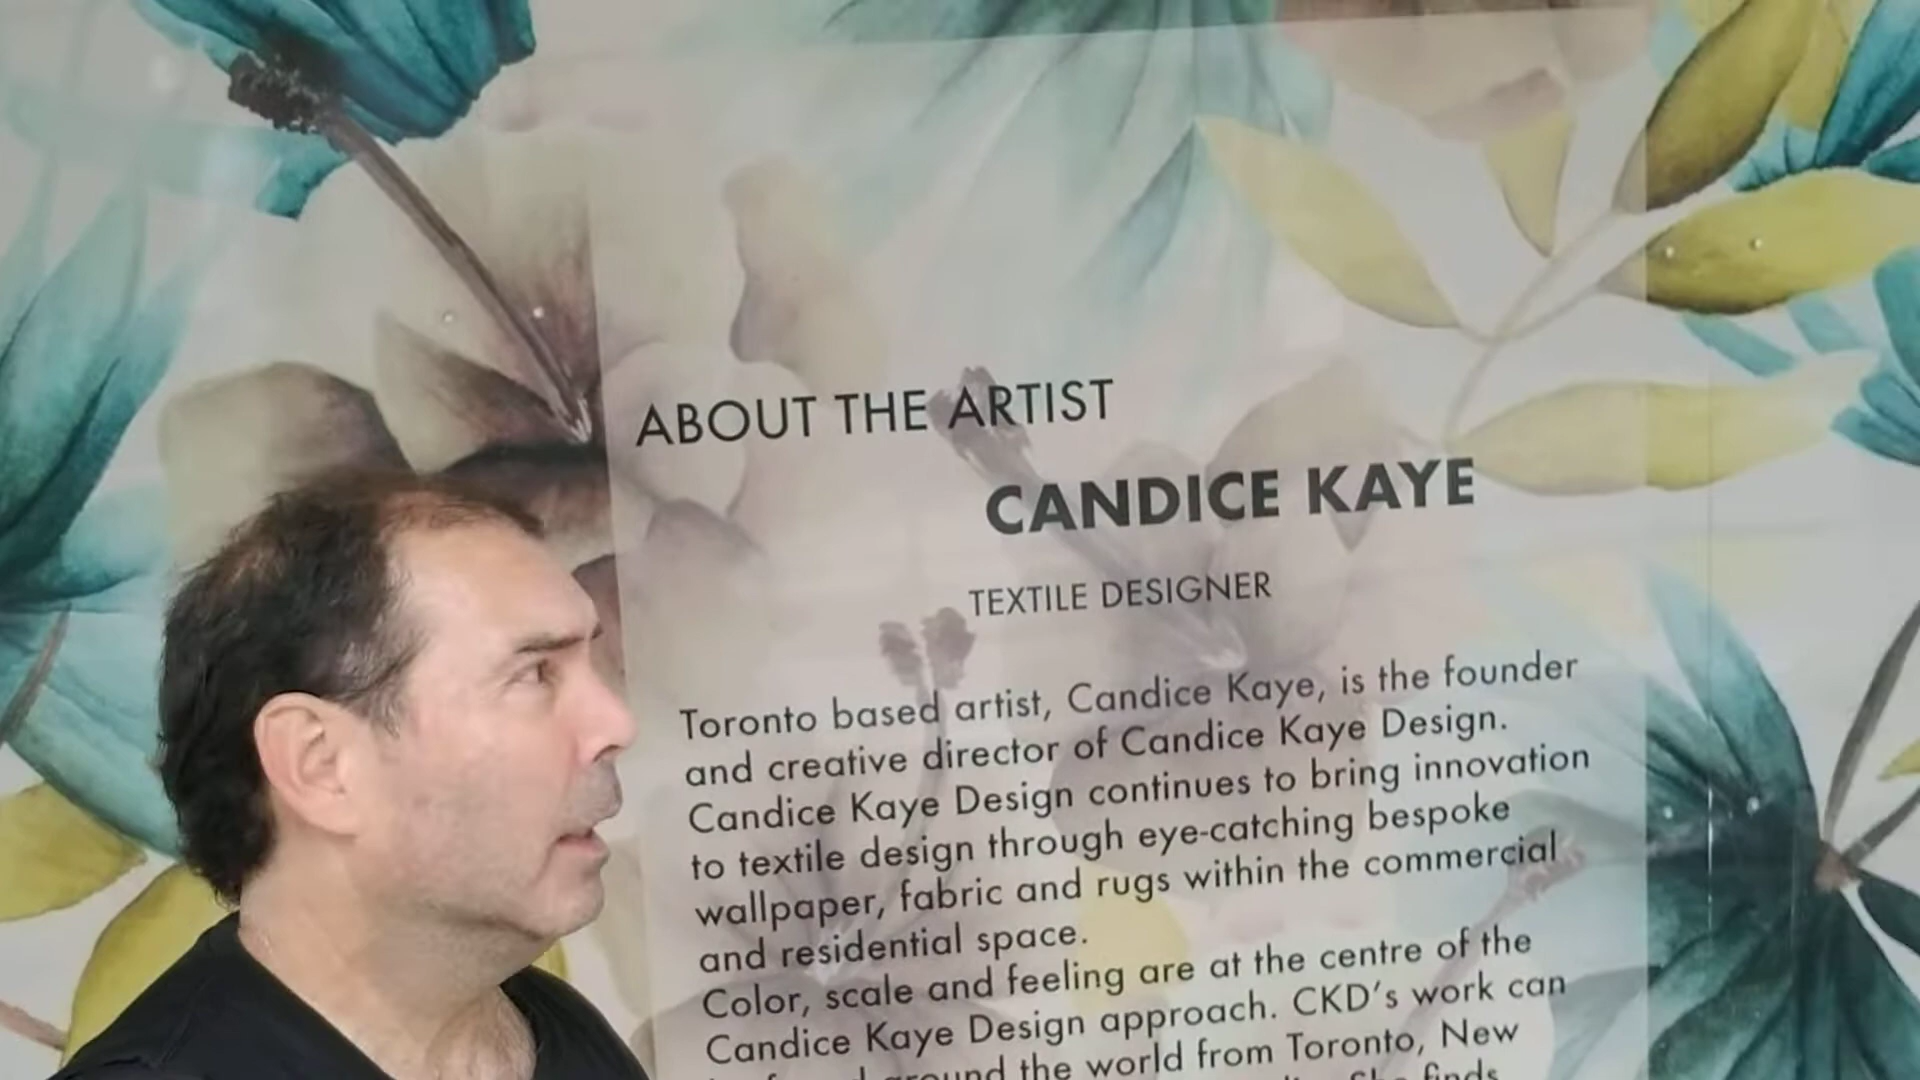 ABOUT THE ARTIST
CANDICE KAYE
TEXTILE DESIGNER
Toronto based artist, Candice Kaye, is the founder
and creative director of Candice Kaye Design.
Candice Kaye Design continues to bring innovation
to textile design through eye-catching bespoke
wallpaper, fabric and rugs within the commercial
and residential space.
Color, scale and feeling are at the centre of the
Candice Kaye Design approach. CKD's work can
around the world from Toronto, New
finds